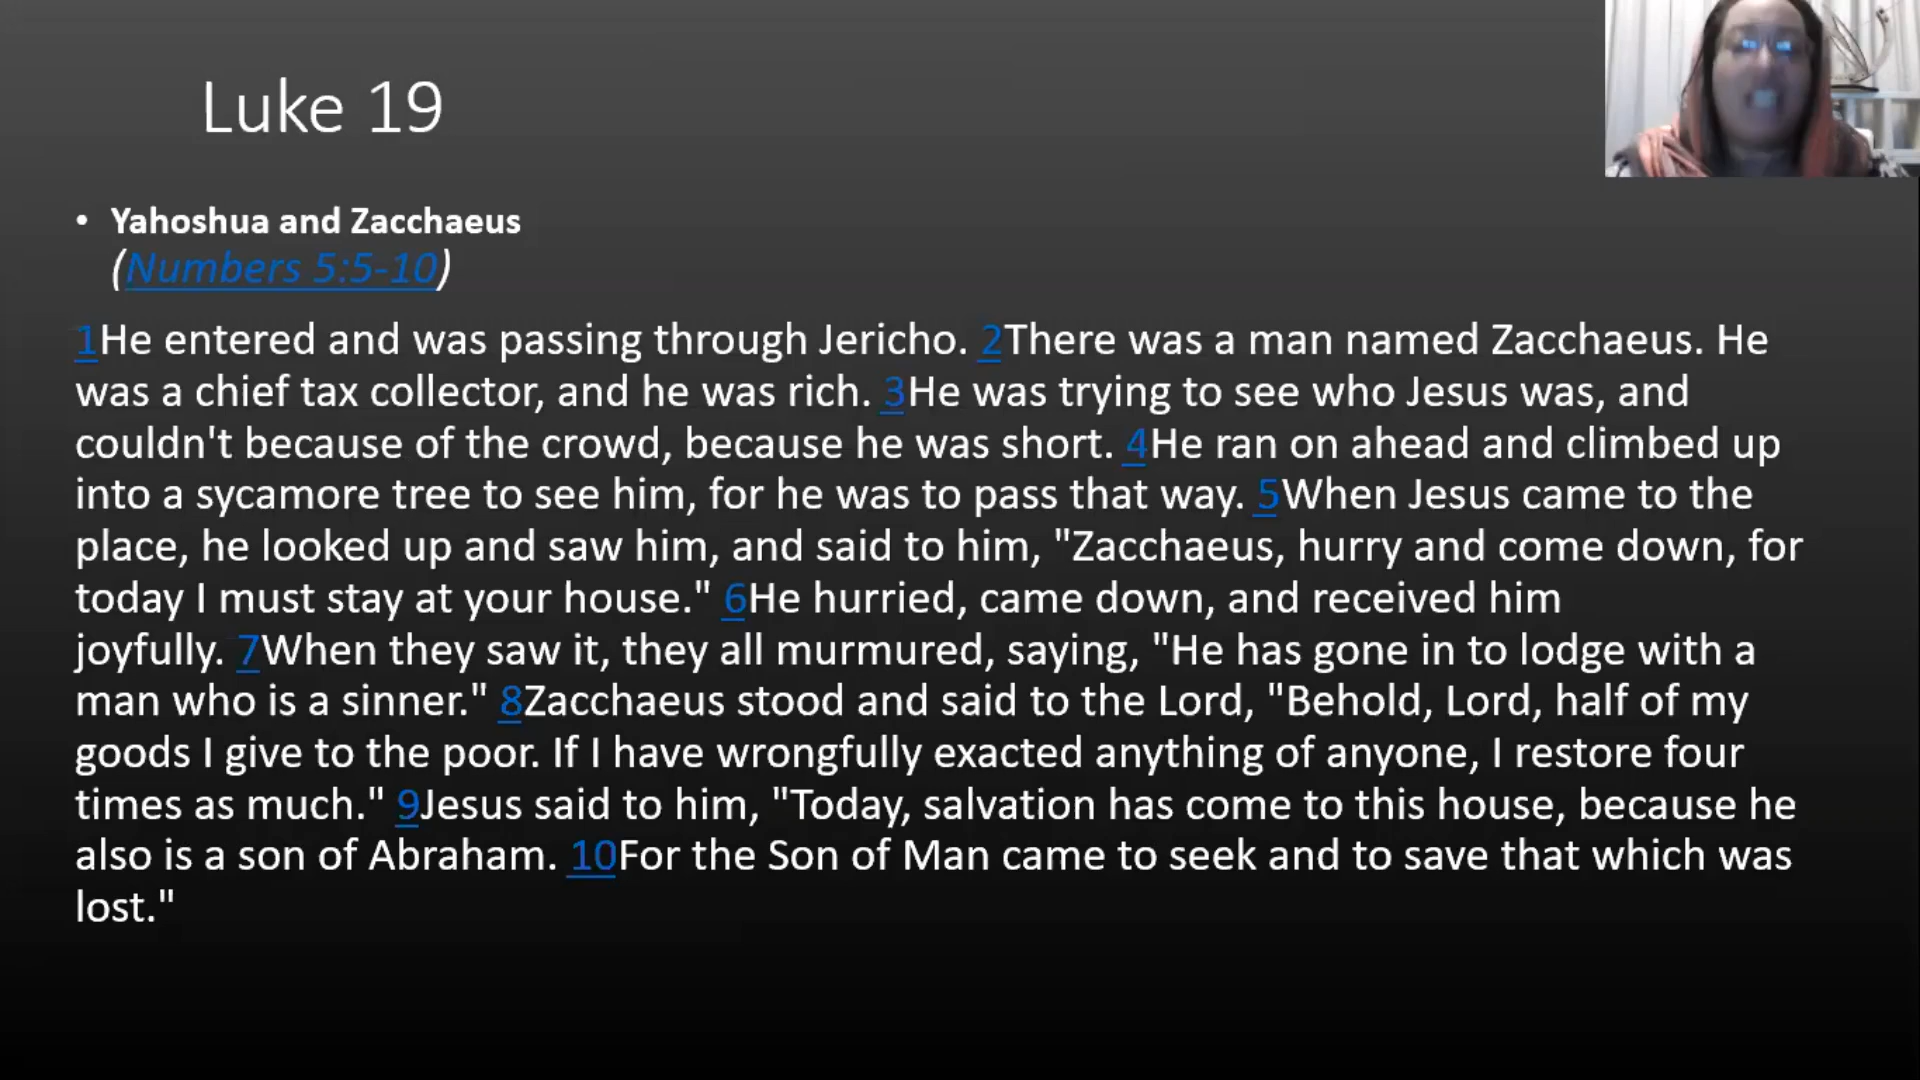 Luke 19
• Yahoshua and Zacchaeus
(Numbers 5:5-10)
1He entered and was passing through Jericho. 2There was a man named Zacchaeus. He
was a chief tax collector, and he was rich. 3He was trying to see who Jesus was, and
couldn't because of the crowd, because he was short. 4He ran on ahead and climbed up
into a sycamore tree to see him, for he was to pass that way. 5When Jesus came to the
place, he looked up and saw him, and said to him, "Zacchaeus, hurry and come down, for
today I must stay at your house." 6He hurried, came down, and received him
joyfully. 7When they saw it, they all murmured, saying, "He has gone in to lodge with a
man who is a sinner." 8Zacchaeus stood and said to the Lord, "Behold, Lord, half of my
goods I give to the poor. If I have wrongfully exacted anything of anyone, I restore four
times as much." 9Jesus said to him, "Today, salvation has come to this house, because he
also is a son of Abraham. 10For the Son of Man came to seek and to save that which was
lost."